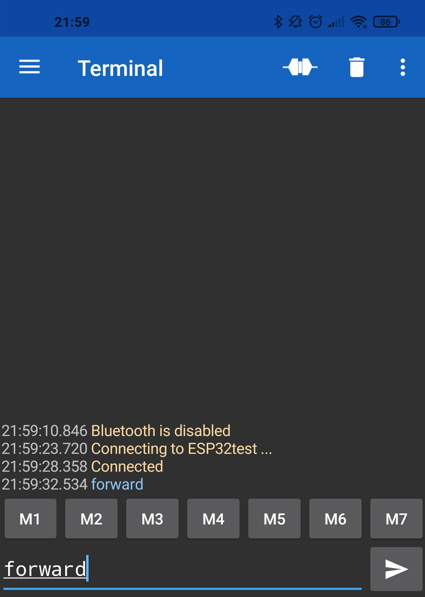 21:59
86
Terminal
21:59:10.846 Bluetooth is disabled
21:59:23.720 Connecting to ESP32test ...
21:59:28.358 Connected
21:59:32.534 forward
M1 M2 M3 M4 M5 M6 M7
forward